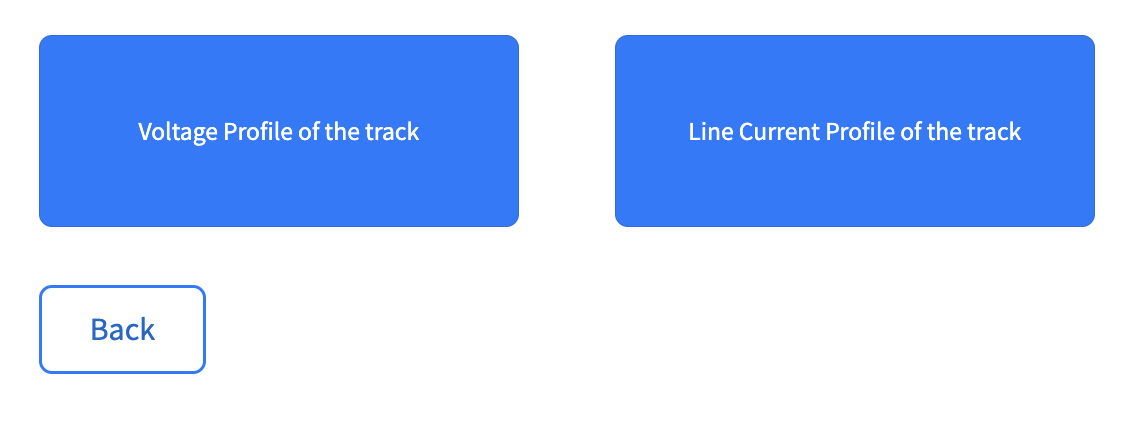 Voltage Profile of the track
Line Current Profile of the track
Back